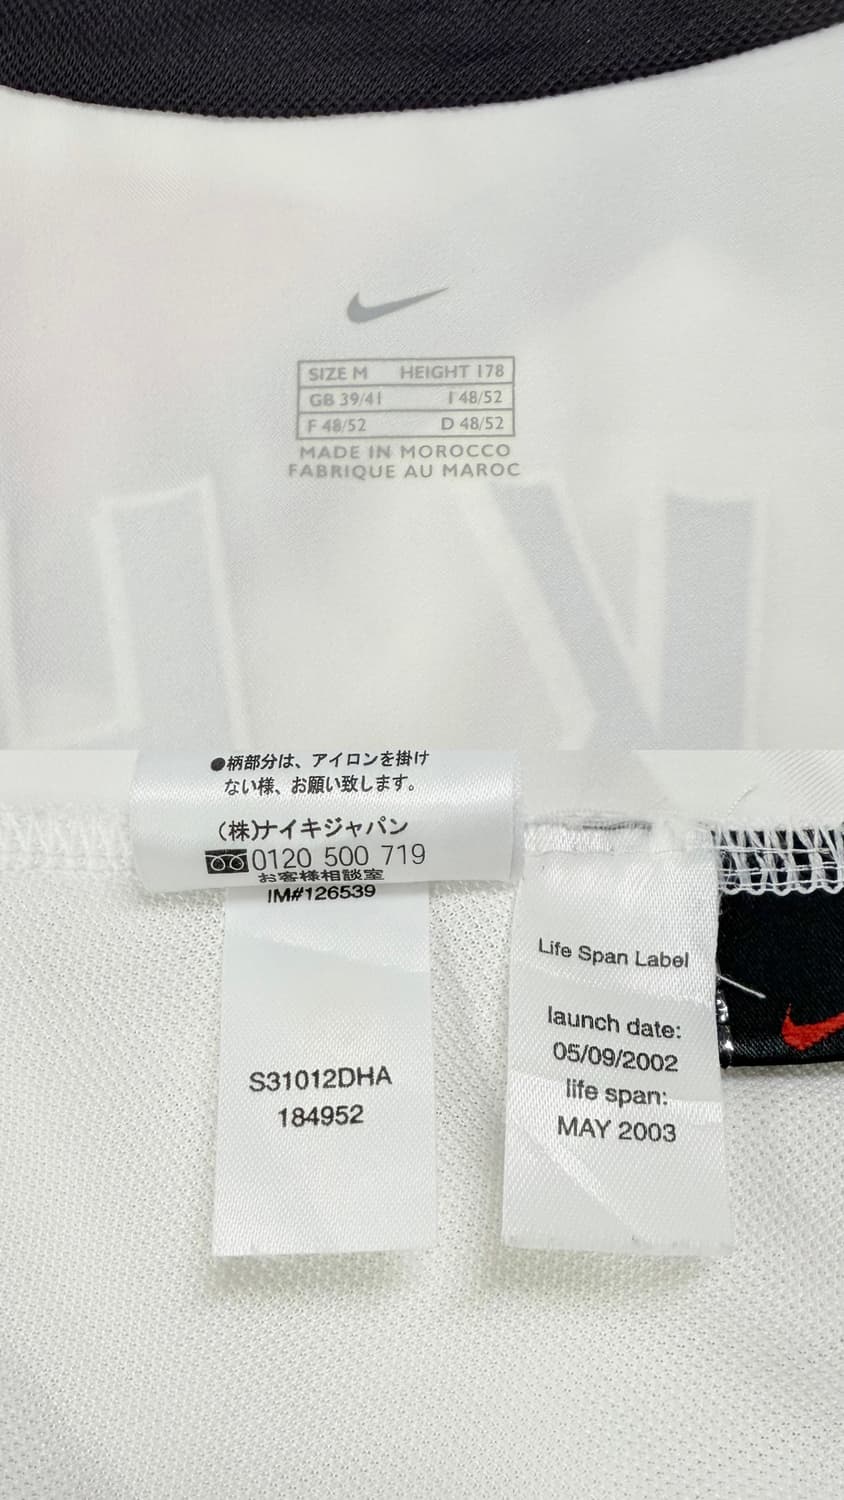 SIZE M HEIGHT 178
GB 39/41 I 48/52
F 48/52 D 48/52
MADE IN MOROCCO
FABRIQUE AU MAROC
●柄部分は、アイロンを掛け
ない様、お願い致します。
(株)ナイキジャパン
0120 500 719
お客様相談室
IM#126539
S31012DHA
184952
Life Span Label
launch date:
05/09/2002
life span:
MAY 2003